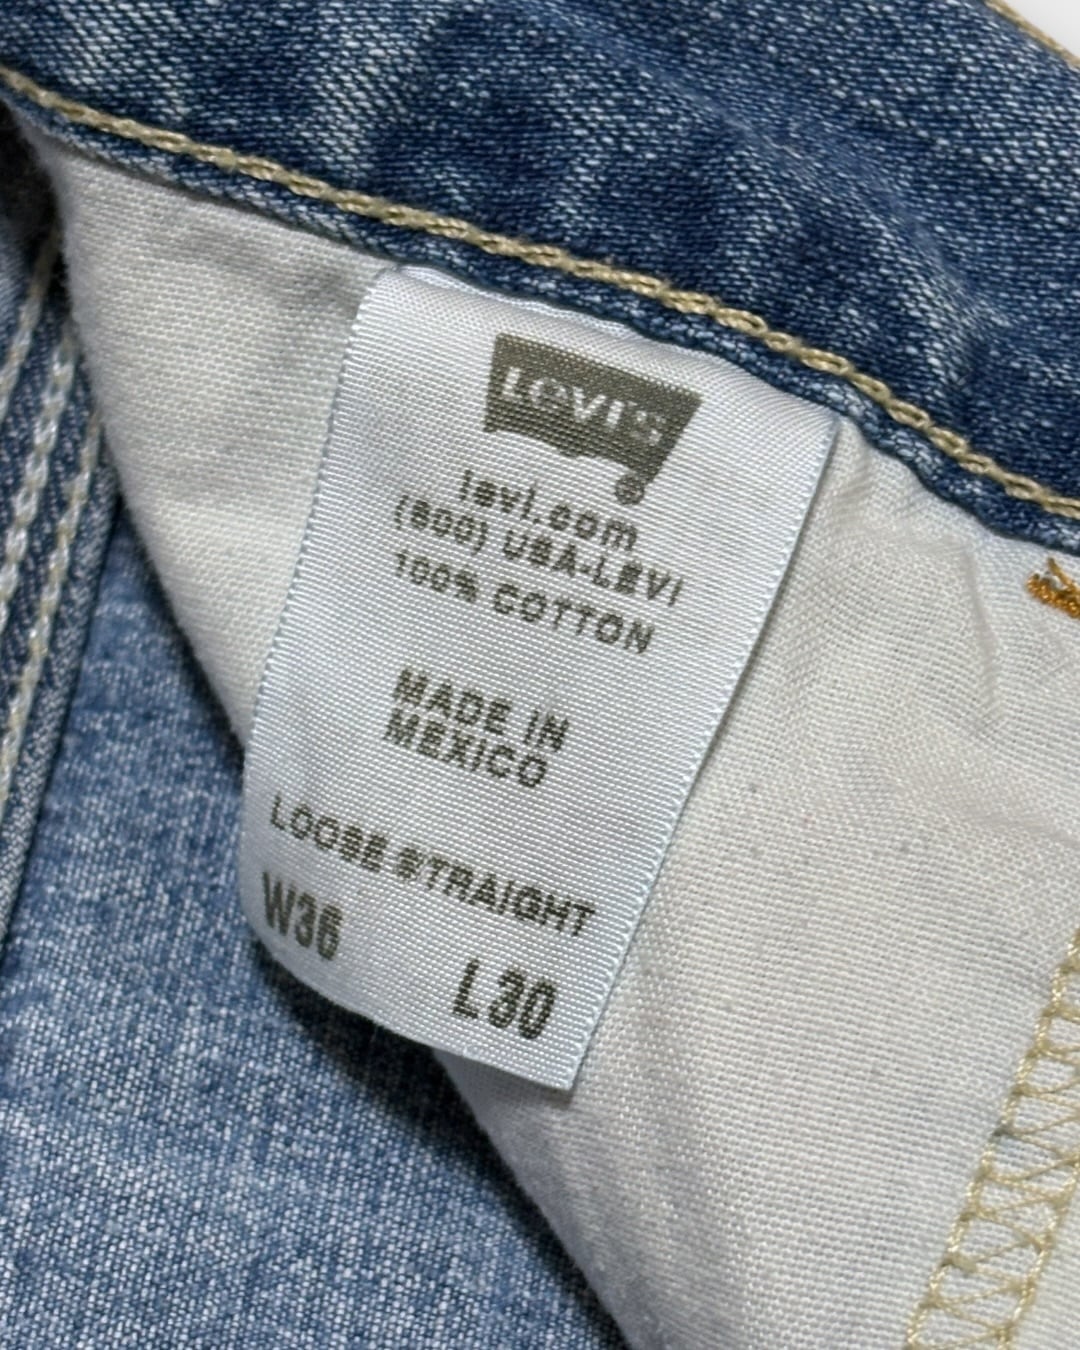 Levi's
levi.com
(800) USA-LEVI
100% COTTON
MADE IN
MEXICO
LOOSE STRAIGHT
W36
L30